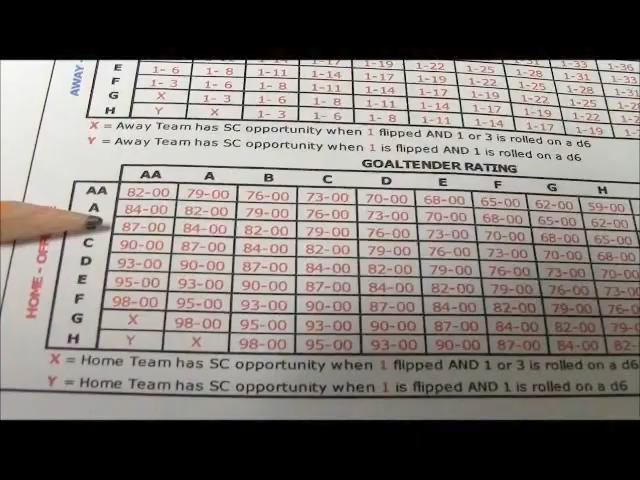 E 1- 6 1- 8 1-11 1-14 1-17 1-19 1-22 1-25 1-28 1-31
F 1- 3 1- 6 1- 8 1-11 1-14 1-17 1-19 1-22 1-25 1-28
G X 1- 3 1- 6 1- 8 1-11 1-14 1-17 1-19 1-22 1-25
H Y X 1- 3 1- 6 1- 8 1-11 1-14 1-17 1-19
AWAY -
X = Away Team has SC opportunity when 1 flipped AND 1 or 3 is rolled on a d6
Y = Away Team has SC opportunity when 1 is flipped AND 1 is rolled on a d6
GOALTENDER RATING
AA A B C D E F G H
AA 82-00 79-00 76-00 73-00 70-00 68-00 65-00 62-00 59-00
A 84-00 82-00 79-00 76-00 73-00 70-00 68-00 65-00 62-00
87-00 84-00 82-00 79-00 76-00 73-00 70-00 68-00 65-00
C 90-00 87-00 84-00 82-00 79-00 76-00 73-00 70-00 68-00
D 93-00 90-00 87-00 84-00 82-00 79-00 76-00 73-00 70-00
E 95-00 93-00 90-00 87-00 84-00 82-00 79-00 76-00
F 98-00 95-00 93-00 90-00 87-00 84-00 82-00 79-00
G X 98-00 95-00 93-00 90-00 87-00 84-00 82-00
H Y X 98-00 95-00 93-00 90-00 87-00 84-00
HOME - OFF
X = Home Team has SC opportunity when 1 flipped AND 1 or 3 is rolled on a d6
Y = Home Team has SC opportunity when 1 is flipped AND 1 is rolled on a d6